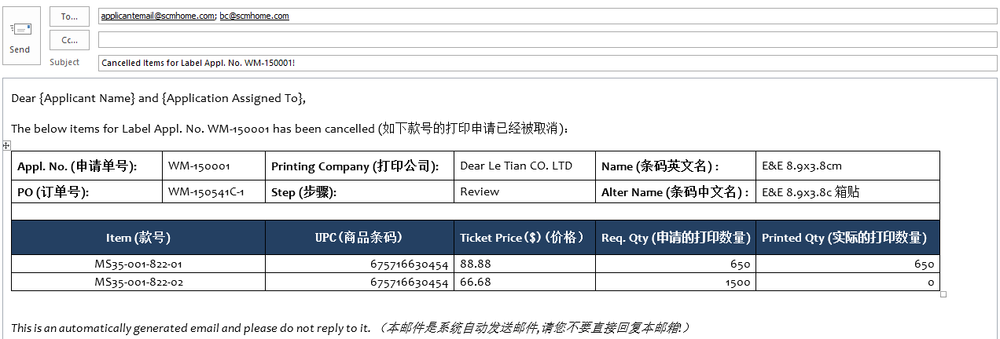 To...
applicantemail@scmhome.com; bc@scmhome.com
Send
Cc...
Subject
Cancelled Items for Label Appl. No. WM-150001!
Dear {Applicant Name} and {Application Assigned To},
The below items for Label Appl. No. WM-150001 has been cancelled (如下款号的打印申请已经被取消):
Appl. No. (申请单号): WM-150001 Printing Company (打印公司): Dear Le Tian CO. LTD Name (条码英文名) : E&E 8.9x3.8cm
PO (订单号): WM-150541C-1 Step (步骤): Review Alter Name (条码中文名) : E&E 8.9x3.8c 箱贴
Item (款号) UPC (商品条码) Ticket Price ($) (价格) Req. Qty (申请的打印数量) Printed Qty (实际的打印数量)
MS35-001-822-01 675716630454 88.88 650 650
MS35-001-822-02 675716630454 66.68 1500 0
This is an automatically generated email and please do not reply to it. （本邮件是系统自动发送邮件,请您不要直接回复本邮箱!）